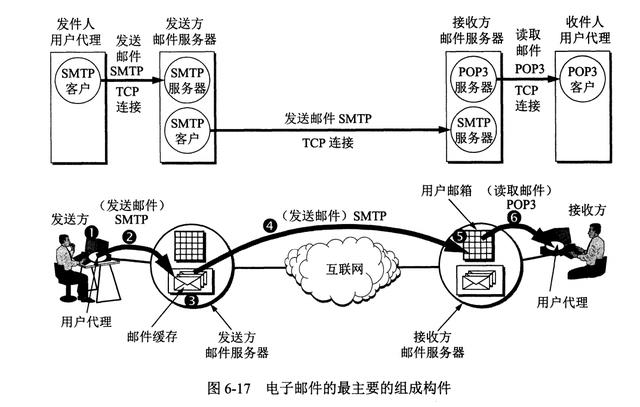 发件人
用户代理
发送
邮件
SMTP
TCP
连接
发送方
邮件服务器
接收方
邮件服务器
读取
邮件
POP3
TCP
连接
收件人
用户代理
SMTP
客户
SMTP
服务器
POP3
服务器
POP3
客户
SMTP
客户
发送邮件 SMTP
TCP 连接
SMTP
服务器
发送方
❶
(发送邮件)
SMTP
❷
❸
❹
(发送邮件) SMTP
用户邮箱
❺
(读取邮件)
POP3
❻
接收方
互联网
用户代理
邮件缓存
发送方
邮件服务器
接收方
邮件服务器
用户代理
图 6-17 电子邮件的最主要的组成构件